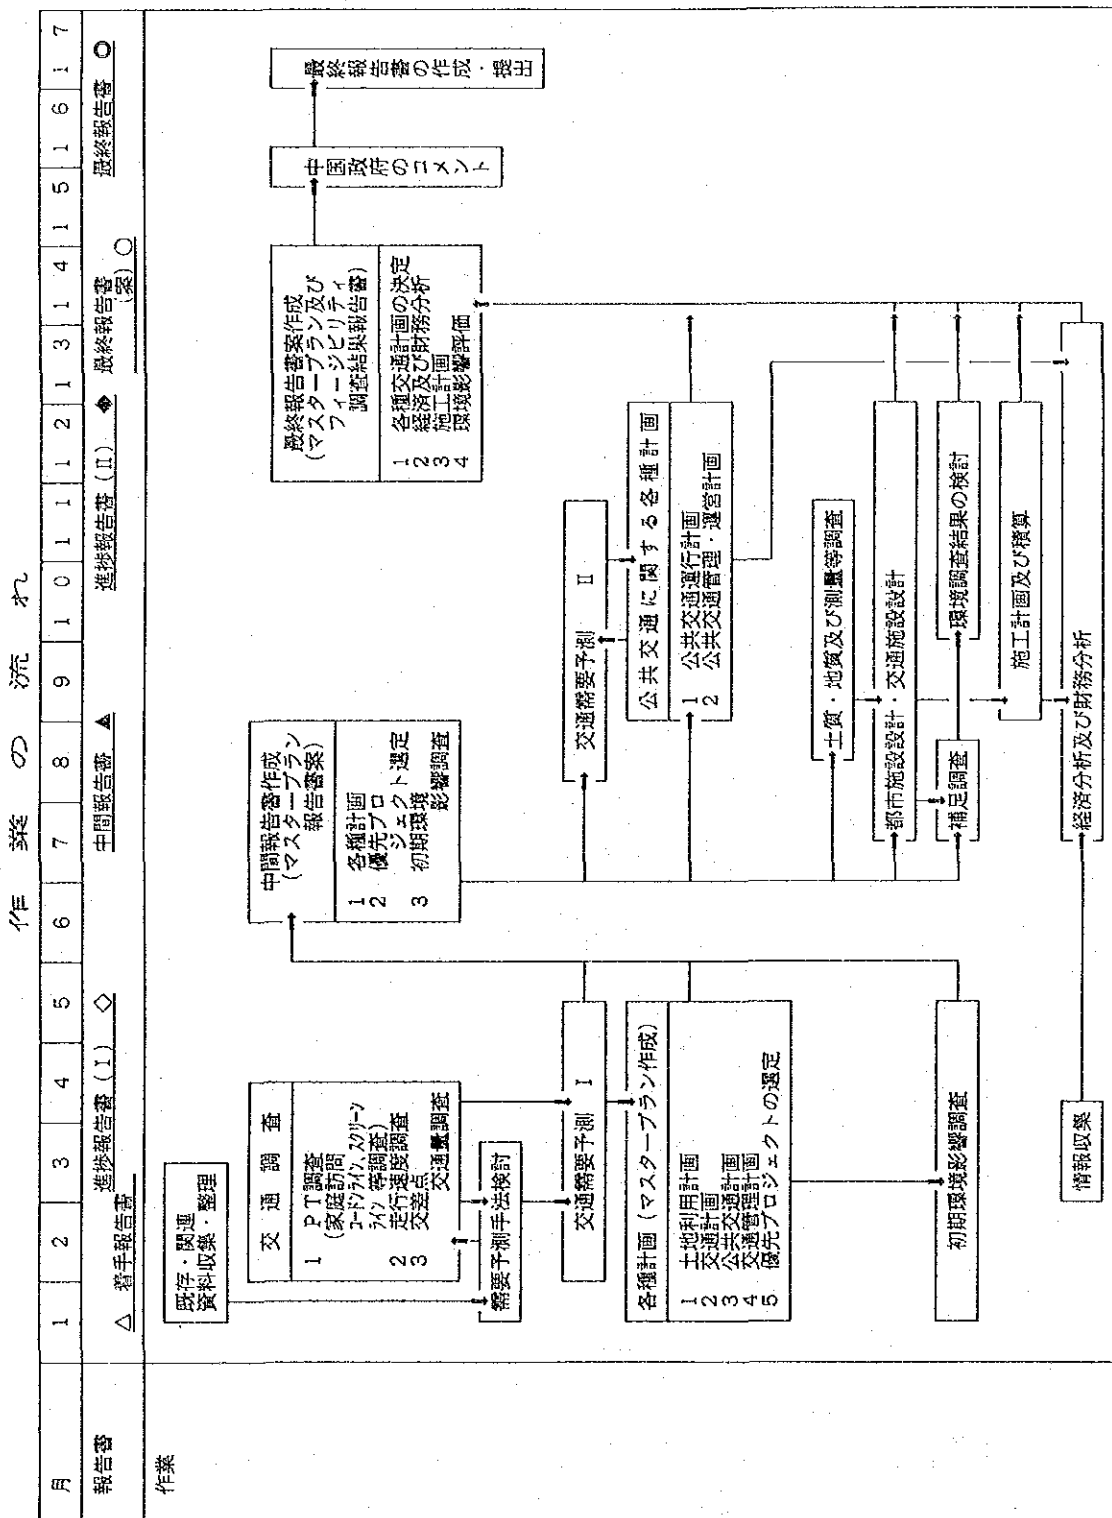 作業の流れ
月 1 2 3 4 5 6 7 8 9 10 11 12 13 14 15 16 17
報告書
△ 着手報告書
進捗報告書(I) ◇
中間報告書 ▲
進捗報告書(II) ◆
最終報告書
(案) ○
最終報告書 ○
作業
既存・関連
資料収集・整理
交通調査
1 PT調査
(家庭訪問
コードンライン、スクリーン
ライン等調査)
2 走行速度調査
3 交差点
交通量調査
需要予測手法検討
交通需要予測 I
各種計画(マスタープラン作成)
1 土地利用計画
2 交通計画
3 公共交通計画
4 交通管理計画
5 優先プロジェクトの選定
初期環境影響調査
情報収集
中間報告書作成
(マスタープラン
報告書案)
1 各種計画
2 優先プロ
ジェクト選定
3 初期環境
影響調査
交通需要予測 II
公共交通に関する各種計画
1 公共交通運行計画
2 公共交通管理・運営計画
土質・地質及び測量等調査
都市施設設計・交通施設設計
補足調査
環境調査結果の検討
施工計画及び積算
経済分析及び財務分析
最終報告書案作成
(マスタープラン及び
フィージビリティ
調査結果報告書)
1 各種交通計画の決定
2 経済及び財務分析
3 施工計画
4 環境影響評価
中国政府のコメント
最終報告書の作成・提出